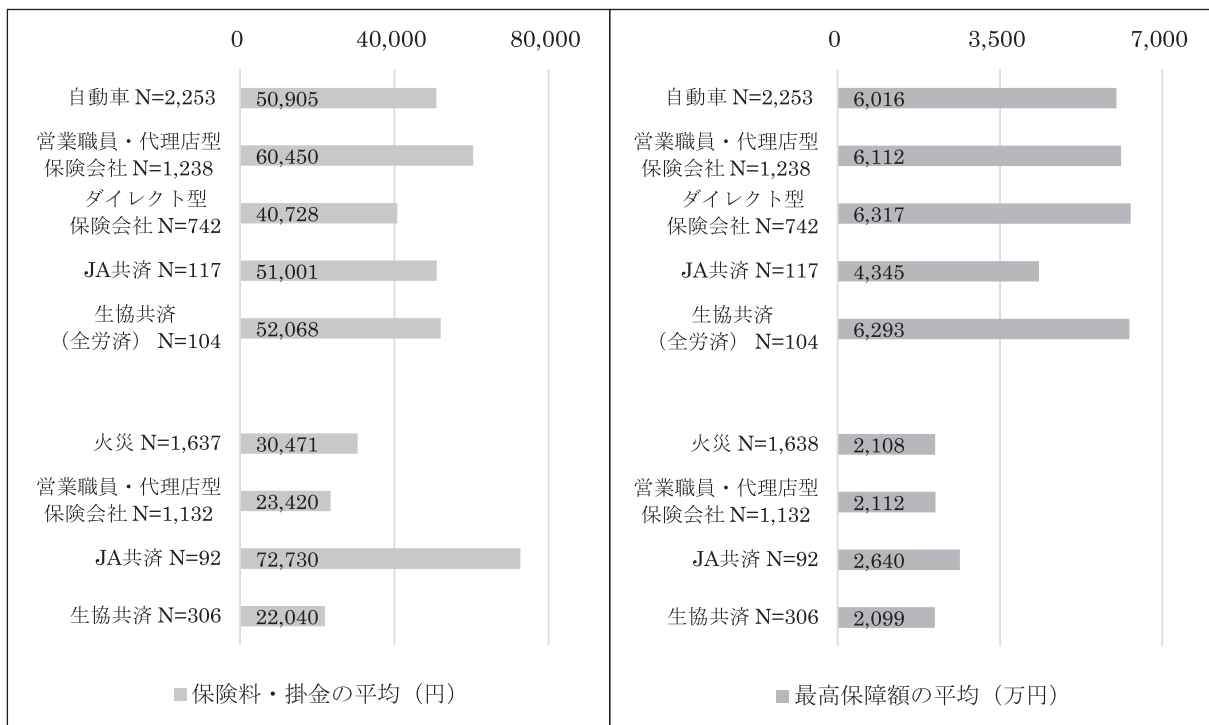 0 40,000 80,000
自動車 N=2,253 50,905
営業職員・代理店型
保険会社 N=1,238 60,450
ダイレクト型
保険会社 N=742 40,728
JA共済 N=117 51,001
生協共済
（全労済） N=104 52,068
火災 N=1,637 30,471
営業職員・代理店型
保険会社 N=1,132 23,420
JA共済 N=92 72,730
生協共済 N=306 22,040
保険料・掛金の平均（円）
0 3,500 7,000
自動車 N=2,253 6,016
営業職員・代理店型
保険会社 N=1,238 6,112
ダイレクト型
保険会社 N=742 6,317
JA共済 N=117 4,345
生協共済
（全労済） N=104 6,293
火災 N=1,638 2,108
営業職員・代理店型
保険会社 N=1,132 2,112
JA共済 N=92 2,640
生協共済 N=306 2,099
最高保障額の平均（万円）